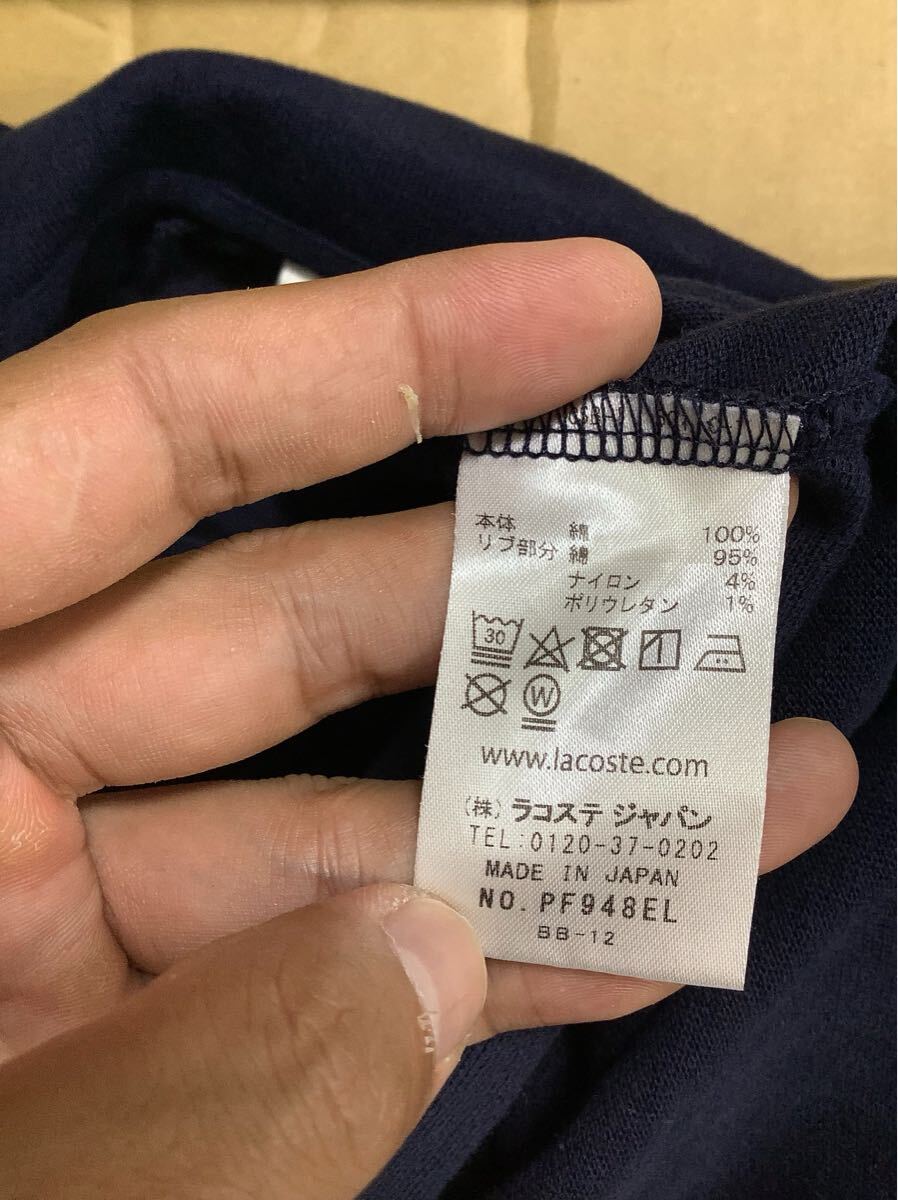 本体 綿 100%
リブ部分 綿 95%
ナイロン 4%
ポリウレタン 1%
30
W
www.lacoste.com
(株) ラコステ ジャパン
TEL:0120-37-0202
MADE IN JAPAN
NO. PF948EL
BB-12